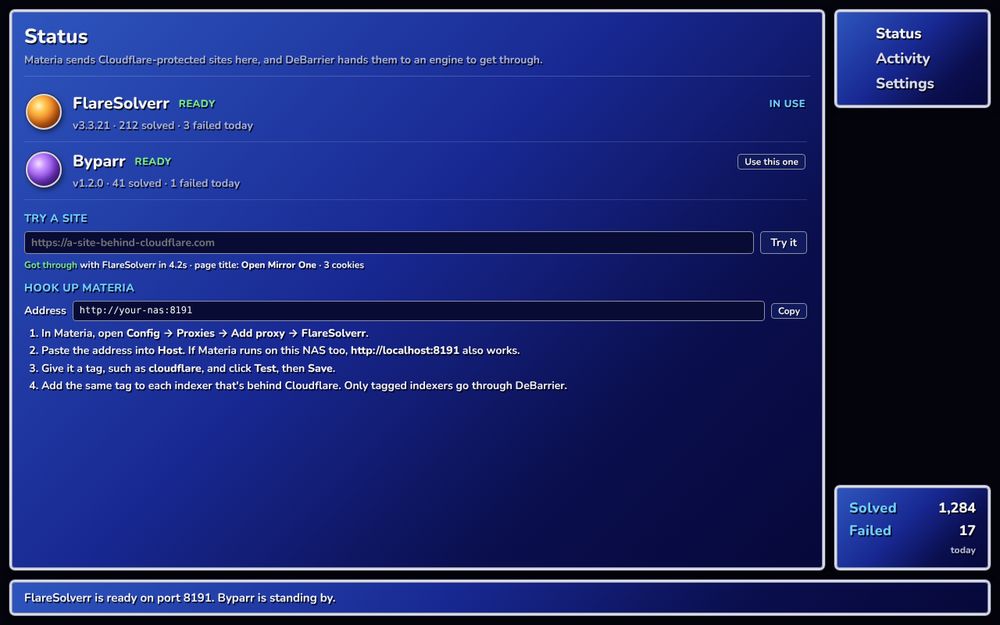 Status
Materia sends Cloudflare-protected sites here, and DeBarrier hands them to an engine to get through.
FlareSolverr READY
IN USE
v3.3.21 · 212 solved · 3 failed today
Byparr READY
Use this one
v1.2.0 · 41 solved · 1 failed today
TRY A SITE
https://a-site-behind-cloudflare.com
Try it
Got through with FlareSolverr in 4.2s · page title: Open Mirror One · 3 cookies
HOOK UP MATERIA
Address http://your-nas:8191 Copy
1. In Materia, open Config → Proxies → Add proxy → FlareSolverr.
2. Paste the address into Host. If Materia runs on this NAS too, http://localhost:8191 also works.
3. Give it a tag, such as cloudflare, and click Test, then Save.
4. Add the same tag to each indexer that's behind Cloudflare. Only tagged indexers go through DeBarrier.
Status
Activity
Settings
Solved 1,284
Failed 17
today
FlareSolverr is ready on port 8191. Byparr is standing by.